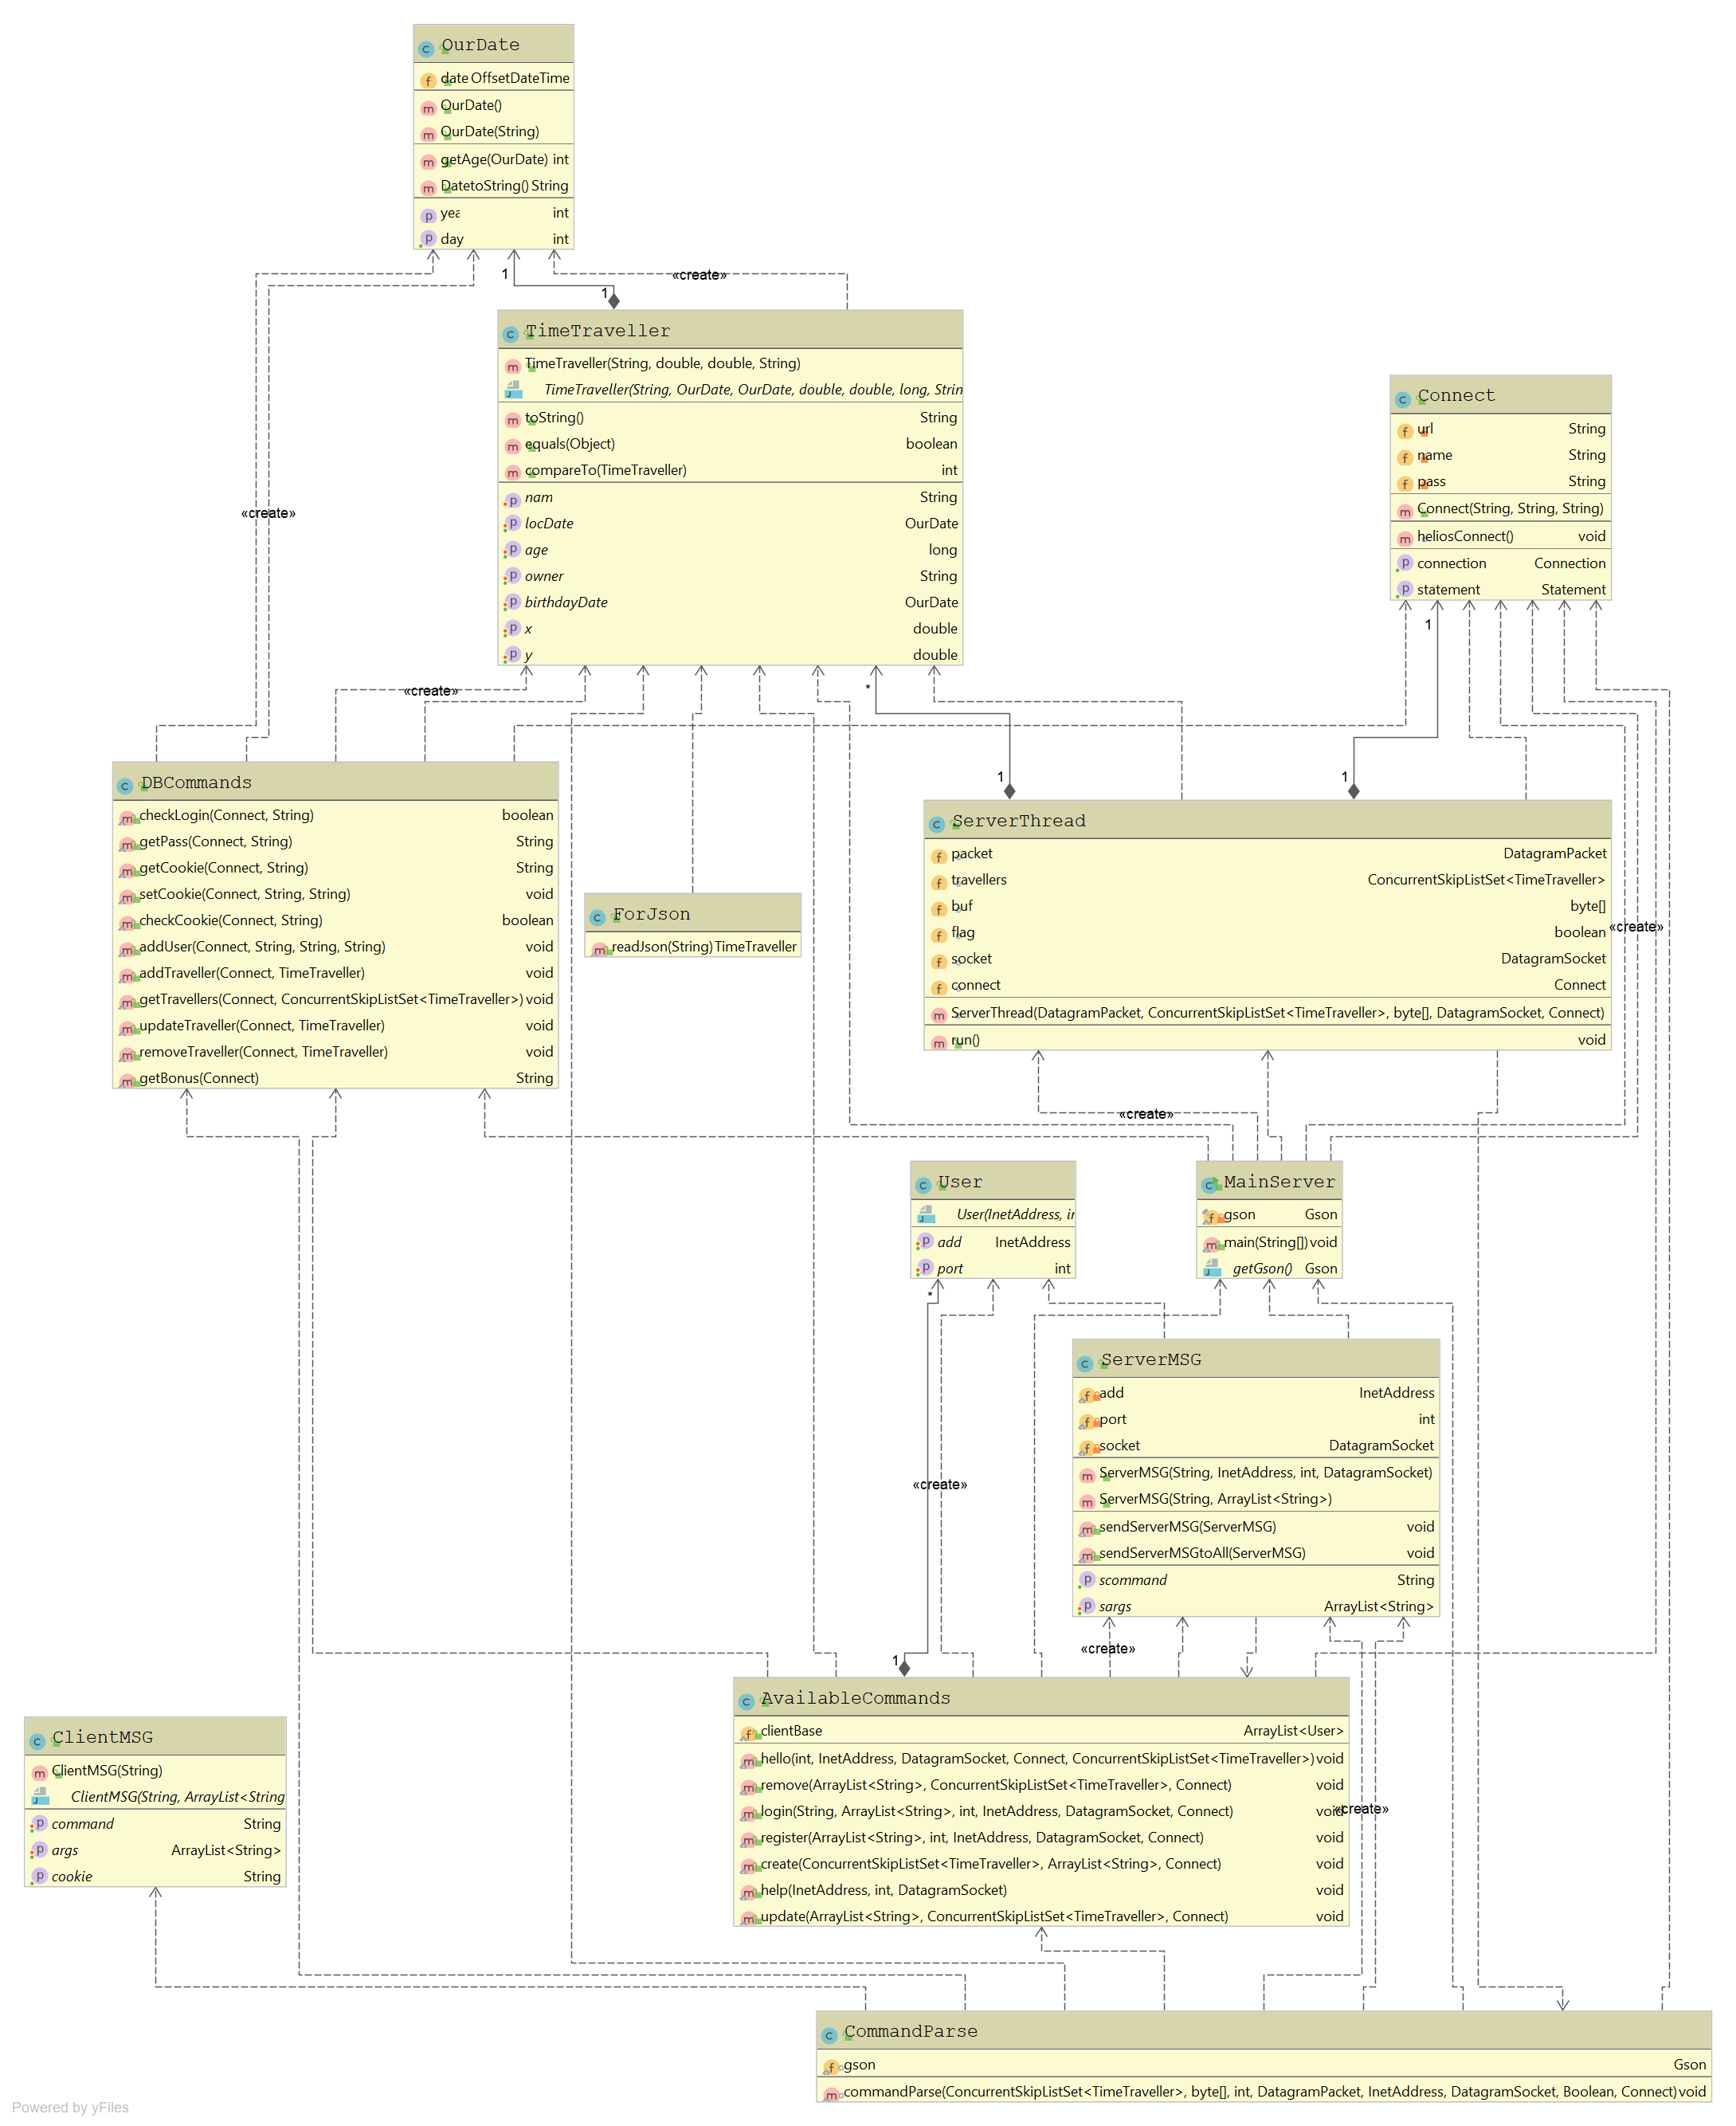 OurDate
date OffsetDateTime
OurDate()
OurDate(String)
getAge(OurDate) int
DatetoString() String
yea int
day int
1
1
«create»
TimeTraveller
TimeTraveller(String, double, double, String)
TimeTraveller(String, OurDate, OurDate, double, double, long, Strin
toString() String
equals(Object) boolean
compareTo(TimeTraveller) int
nam String
locDate OurDate
age long
owner String
birthdayDate OurDate
x double
y double
Connect
url String
name String
pass String
Connect(String, String, String)
heliosConnect() void
connection Connection
statement Statement
«create»
1
«create»
*
1
1
DBCommands
checkLogin(Connect, String) boolean
getPass(Connect, String) String
getCookie(Connect, String) String
setCookie(Connect, String, String) void
checkCookie(Connect, String) boolean
addUser(Connect, String, String, String) void
addTraveller(Connect, TimeTraveller) void
getTravellers(Connect, ConcurrentSkipListSet<TimeTraveller>) void
updateTraveller(Connect, TimeTraveller) void
removeTraveller(Connect, TimeTraveller) void
getBonus(Connect) String
ForJson
readJson(String) TimeTraveller
ServerThread
packet DatagramPacket
travellers ConcurrentSkipListSet<TimeTraveller>
buf byte[]
flag boolean
socket DatagramSocket
connect Connect
ServerThread(DatagramPacket, ConcurrentSkipListSet<TimeTraveller>, byte[], DatagramSocket, Connect)
run() void
«create»
«create»
User
User(InetAddress, in
add InetAddress
port int
MainServer
gson Gson
main(String[]) void
getGson() Gson
*
ServerMSG
add InetAddress
port int
socket DatagramSocket
ServerMSG(String, InetAddress, int, DatagramSocket)
ServerMSG(String, ArrayList<String>)
sendServerMSG(ServerMSG) void
sendServerMSGtoAll(ServerMSG) void
scommand String
sargs ArrayList<String>
«create»
«create»
1
AvailableCommands
clientBase ArrayList<User>
hello(int, InetAddress, DatagramSocket, Connect, ConcurrentSkipListSet<TimeTraveller>) void
remove(ArrayList<String>, ConcurrentSkipListSet<TimeTraveller>, Connect) void
login(String, ArrayList<String>, int, InetAddress, DatagramSocket, Connect) void
«create»
register(ArrayList<String>, int, InetAddress, DatagramSocket, Connect) void
create(ConcurrentSkipListSet<TimeTraveller>, ArrayList<String>, Connect) void
help(InetAddress, int, DatagramSocket) void
update(ArrayList<String>, ConcurrentSkipListSet<TimeTraveller>, Connect) void
ClientMSG
ClientMSG(String)
ClientMSG(String, ArrayList<String
command String
args ArrayList<String>
cookie String
CommandParse
gson Gson
commandParse(ConcurrentSkipListSet<TimeTraveller>, byte[], int, DatagramPacket, InetAddress, DatagramSocket, Boolean, Connect) void
Powered by yFiles